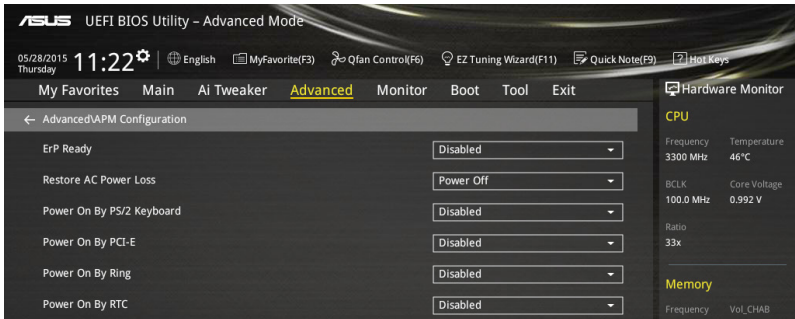 ASUS UEFI BIOS Utility – Advanced Mode
05/28/2015
Thursday
11:22
English MyFavorite(F3) Qfan Control(F6) EZ Tuning Wizard(F11) Quick Note(F9) ? Hot Keys
My Favorites Main Ai Tweaker Advanced Monitor Boot Tool Exit
Hardware Monitor
← Advanced\APM Configuration
ErP Ready Disabled
Restore AC Power Loss Power Off
Power On By PS/2 Keyboard Disabled
Power On By PCI-E Disabled
Power On By Ring Disabled
Power On By RTC Disabled
CPU
Frequency Temperature
3300 MHz 46°C
BCLK Core Voltage
100.0 MHz 0.992 V
Ratio
33x
Memory
Frequency Vol_CHAB